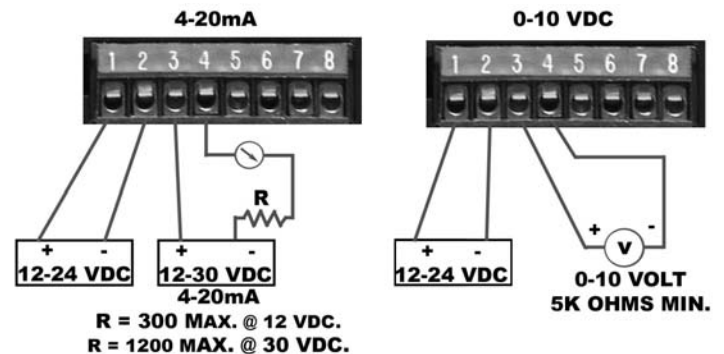 4-20mA
1 2 3 4 5 6 7 8
+ -
12-24 VDC
R
+ -
12-30 VDC
4-20mA
R = 300 MAX. @ 12 VDC.
R = 1200 MAX. @ 30 VDC.
0-10 VDC
1 2 3 4 5 6 7 8
+ -
12-24 VDC
+ -
V
0-10 VOLT
5K OHMS MIN.